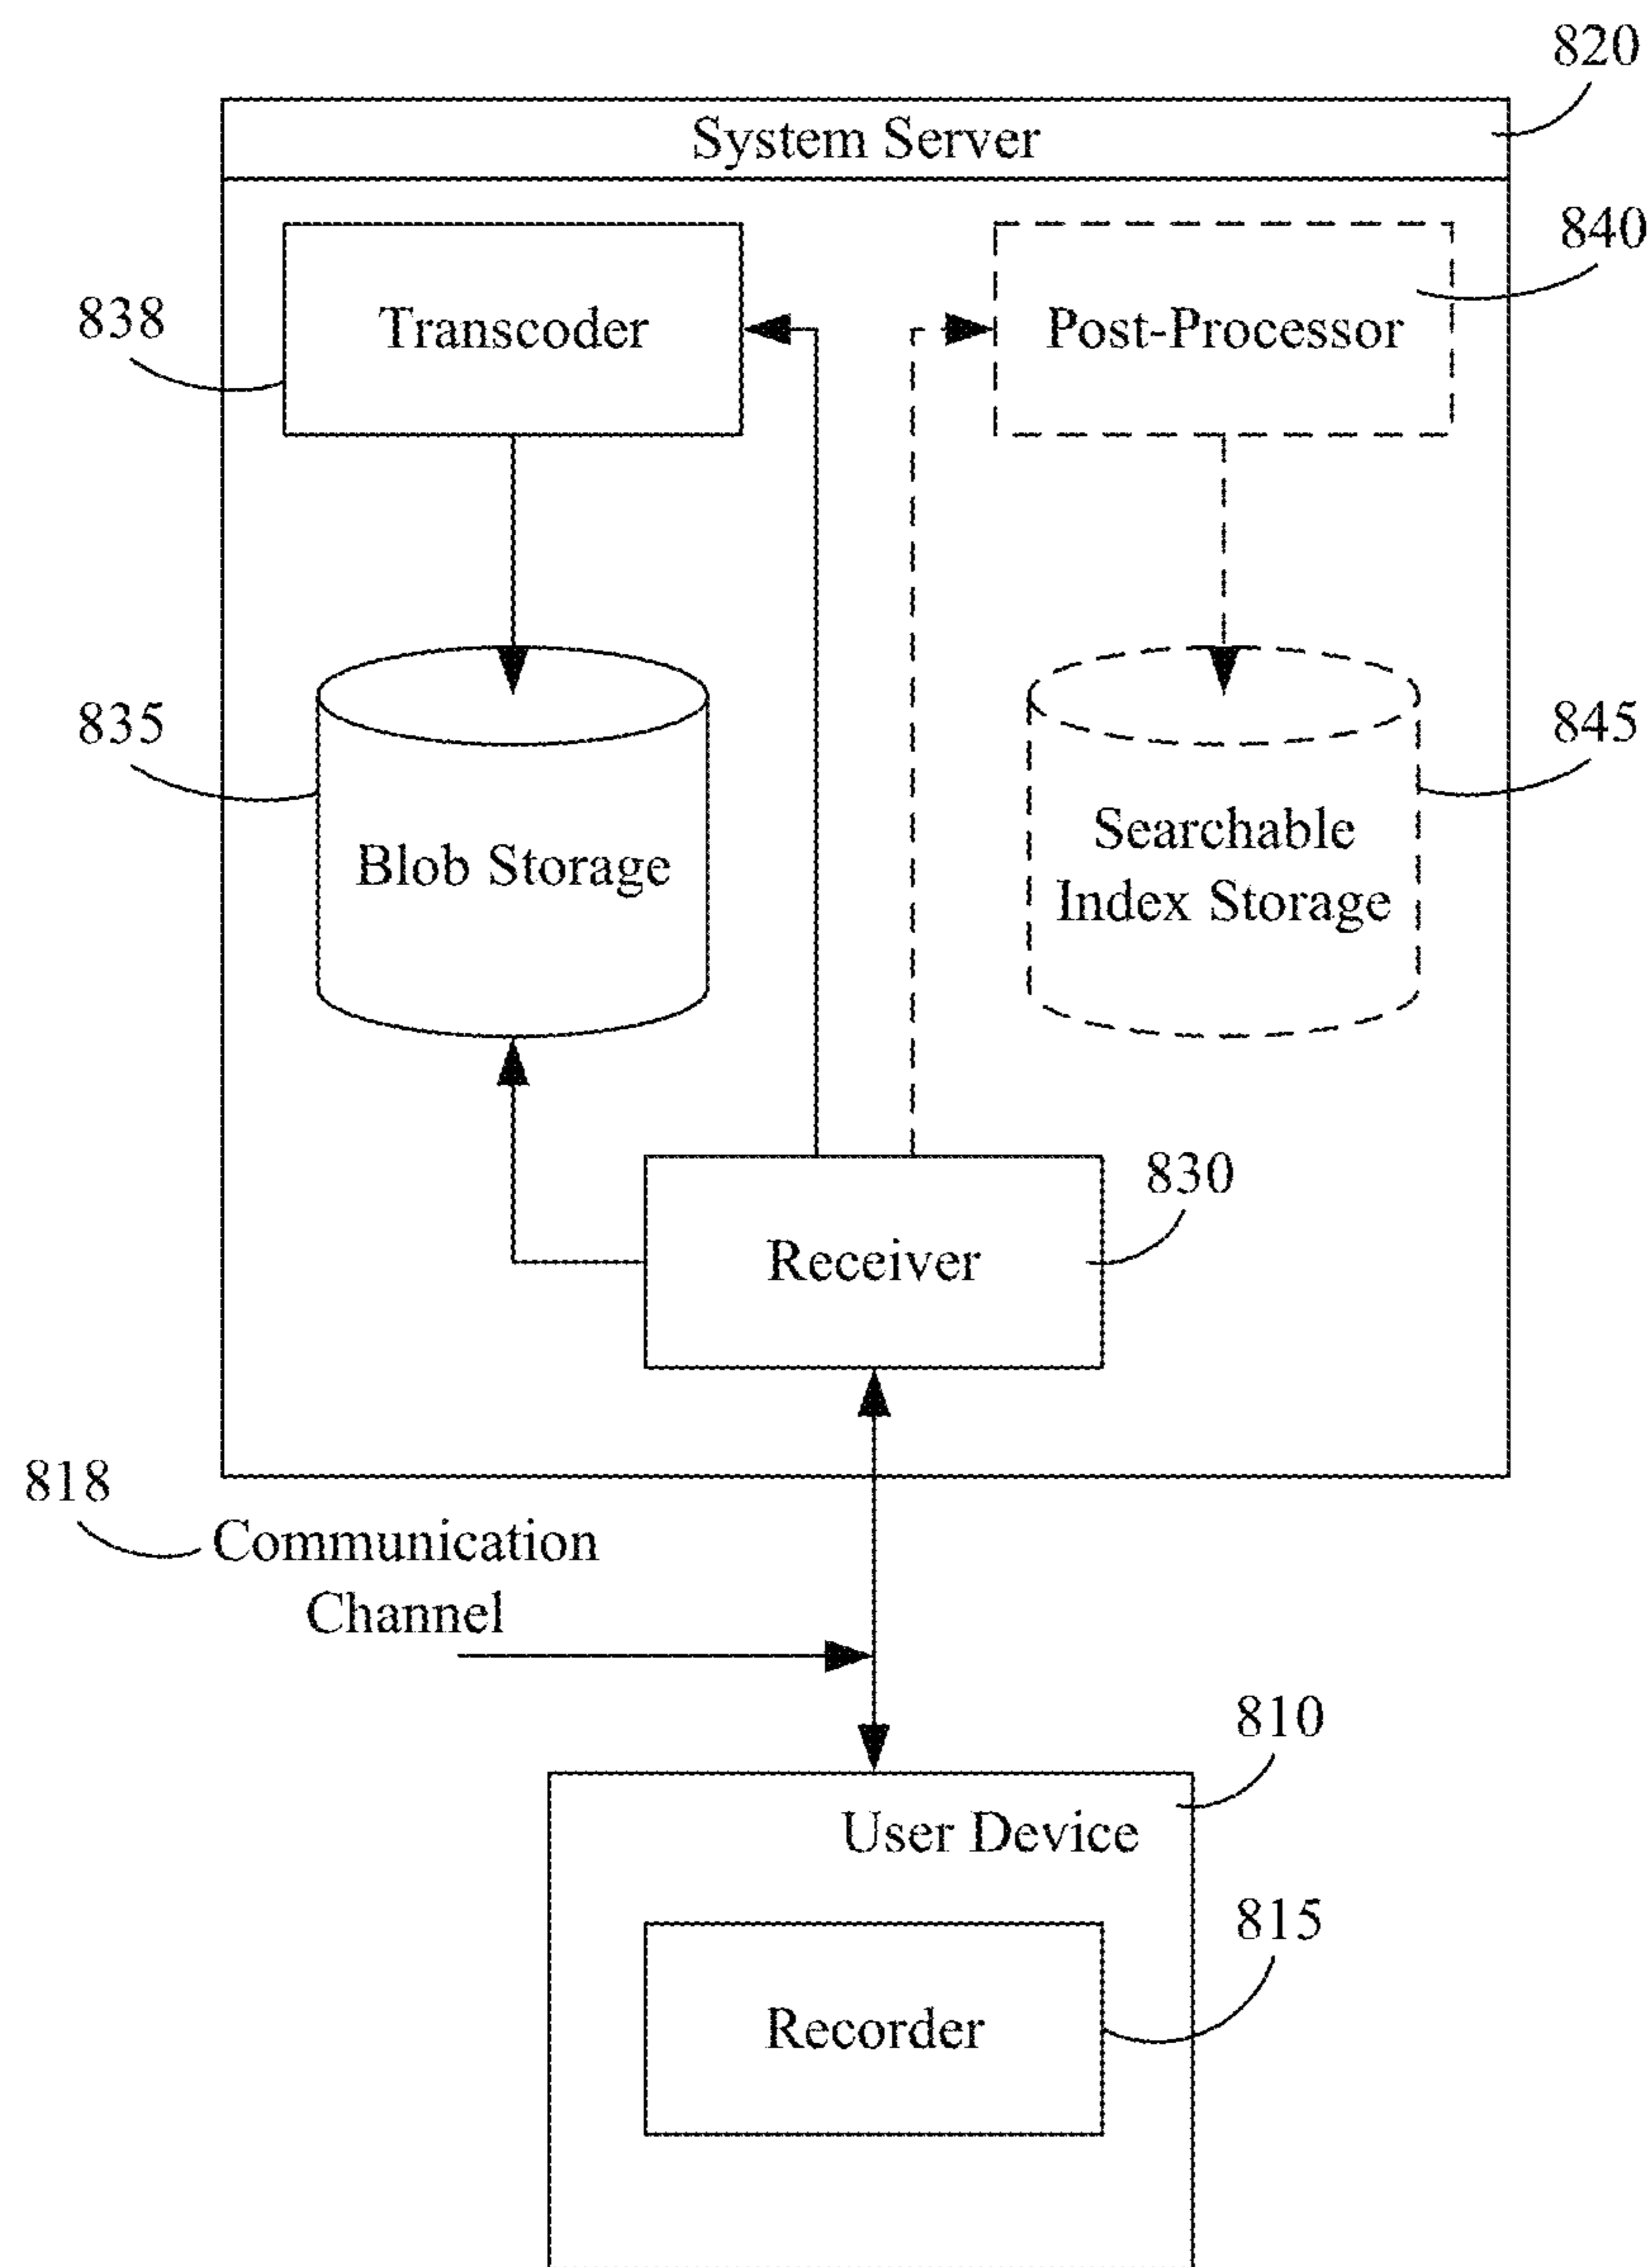 820
System Server
840
838
Transcoder
Post-Processor
835
845
Blob Storage
Searchable
Index Storage
830
Receiver
818
Communication
Channel
810
User Device
815
Recorder